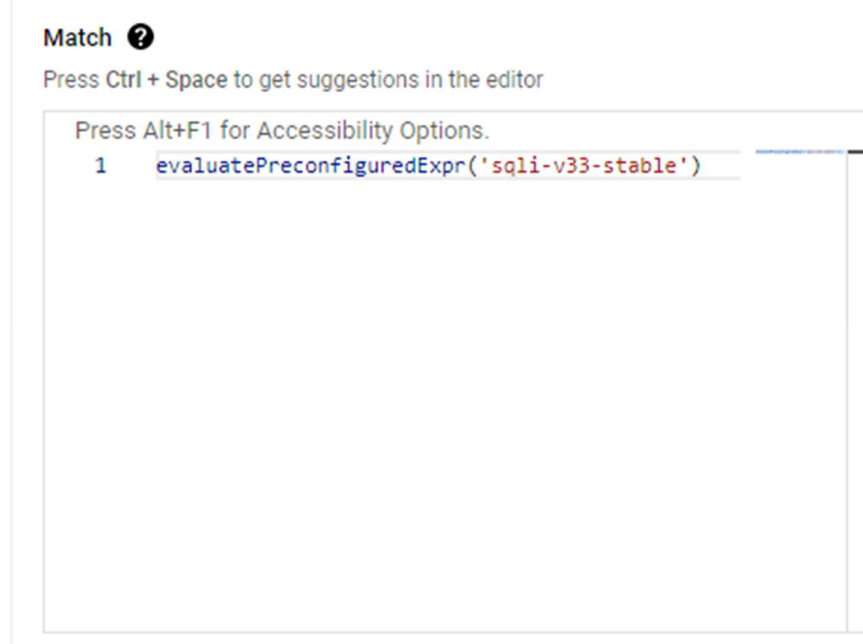 Match ?
Press Ctrl + Space to get suggestions in the editor
Press Alt+F1 for Accessibility Options.
1 evaluatePreconfiguredExpr('sqli-v33-stable')